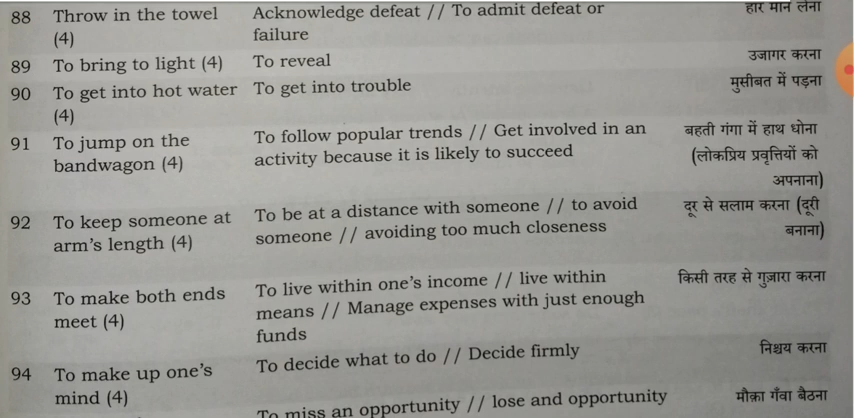 88 Throw in the towel Acknowledge defeat // To admit defeat or हार मान लेना
(4) failure
89 To bring to light (4) To reveal उजागर करना
90 To get into hot water To get into trouble मुसीबत में पड़ना
(4)
91 To jump on the To follow popular trends // Get involved in an बहती गंगा में हाथ धोना
bandwagon (4) activity because it is likely to succeed (लोकप्रिय प्रवृत्तियों को
अपनाना)
92 To keep someone at To be at a distance with someone // to avoid दूर से सलाम करना (दूरी
arm's length (4) someone // avoiding too much closeness बनाना)
93 To make both ends To live within one's income // live within किसी तरह से गुज़ारा करना
meet (4) means // Manage expenses with just enough
funds
94 To make up one's To decide what to do // Decide firmly निश्चय करना
mind (4)
To miss an opportunity // lose and opportunity मौक़ा गँवा बैठना